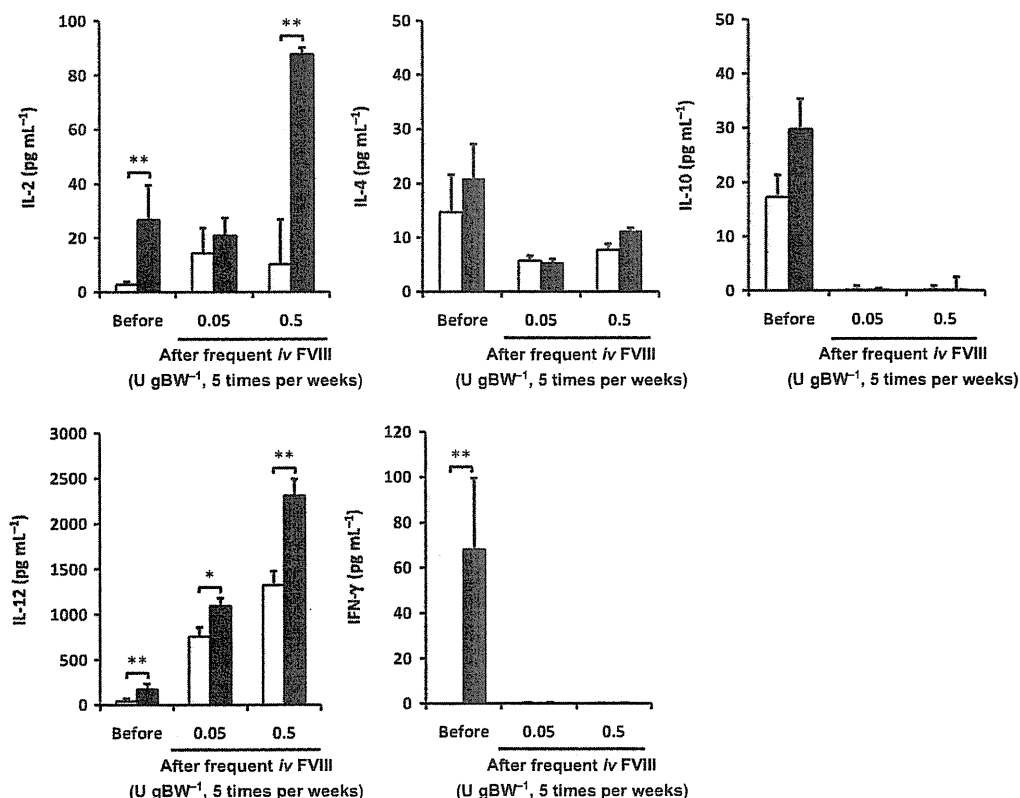 IL-2 (pg mL⁻¹)
100
80
60
40
20
0
**
**
Before
0.05
0.5
After frequent iv FVIII
(U gBW⁻¹, 5 times per weeks)
IL-4 (pg mL⁻¹)
50
40
30
20
10
0
Before
0.05
0.5
After frequent iv FVIII
(U gBW⁻¹, 5 times per weeks)
IL-10 (pg mL⁻¹)
50
40
30
20
10
0
Before
0.05
0.5
After frequent iv FVIII
(U gBW⁻¹, 5 times per weeks)
IL-12 (pg mL⁻¹)
3000
2500
2000
1500
1000
500
0
**
*
**
Before
0.05
0.5
After frequent iv FVIII
(U gBW⁻¹, 5 times per weeks)
IFN-γ (pg mL⁻¹)
120
100
80
60
40
20
0
**
Before
0.05
0.5
After frequent iv FVIII
(U gBW⁻¹, 5 times per weeks)